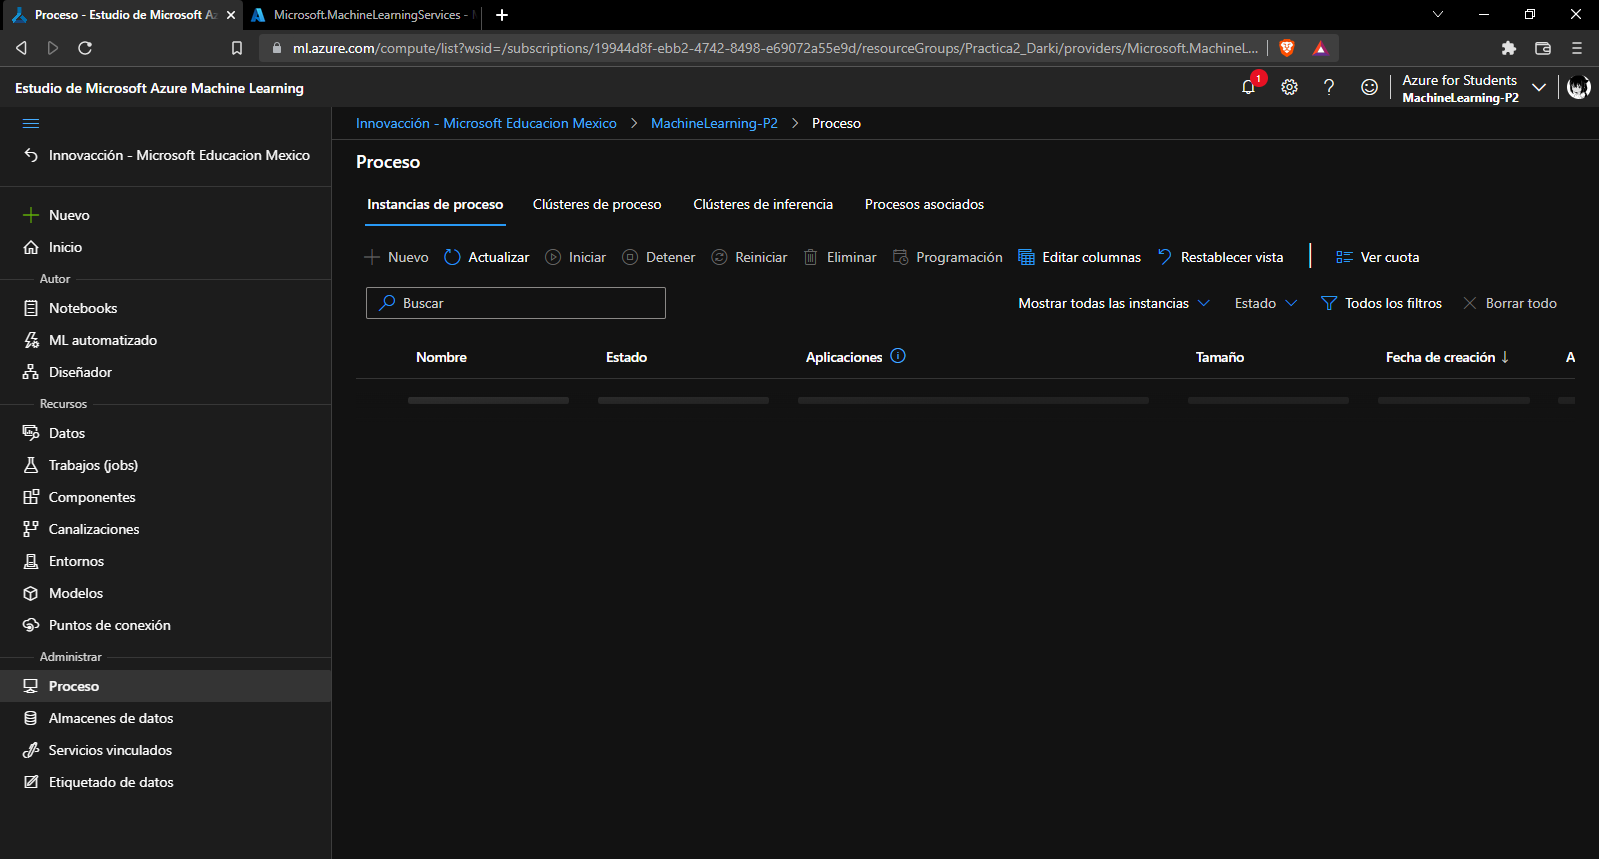 Proceso - Estudio de Microsoft Az
Microsoft.MachineLearningServices -
ml.azure.com/compute/list?wsid=/subscriptions/19944d8f-ebb2-4742-8498-e69072a55e9d/resourceGroups/Practica2_Darki/providers/Microsoft.MachineL...
Estudio de Microsoft Azure Machine Learning
1
Azure for Students
MachineLearning-P2
Innovacción - Microsoft Educacion Mexico
Nuevo
Inicio
Autor
Notebooks
ML automatizado
Diseñador
Recursos
Datos
Trabajos (jobs)
Componentes
Canalizaciones
Entornos
Modelos
Puntos de conexión
Administrar
Proceso
Almacenes de datos
Servicios vinculados
Etiquetado de datos
Innovacción - Microsoft Educacion Mexico > MachineLearning-P2 > Proceso
Proceso
Instancias de proceso Clústeres de proceso Clústeres de inferencia Procesos asociados
Nuevo Actualizar Iniciar Detener Reiniciar Eliminar Programación Editar columnas Restablecer vista Ver cuota
Buscar Mostrar todas las instancias Estado Todos los filtros Borrar todo
Nombre Estado Aplicaciones Tamaño Fecha de creación ↓ A